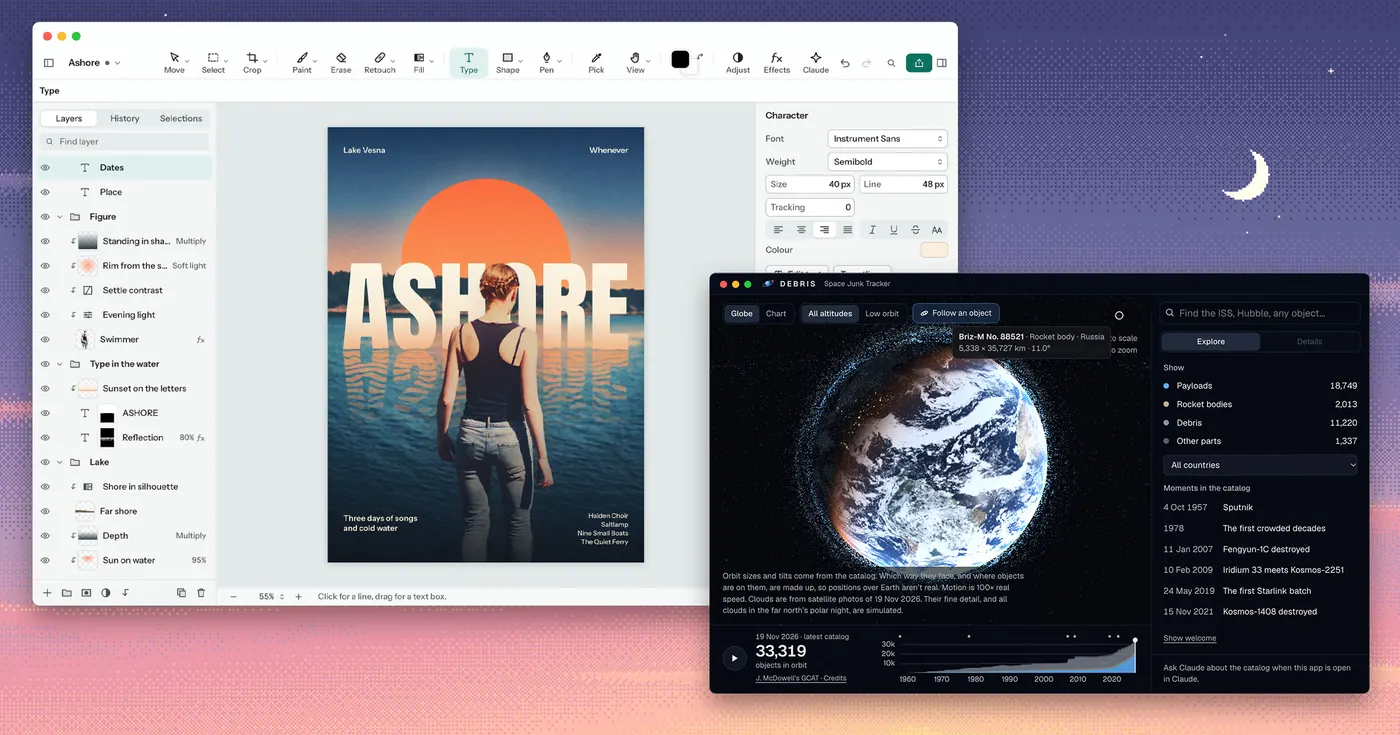 Ashore
Move
Select
Crop
Paint
Erase
Retouch
Fill
Type
Shape
Pen
Pick
View
Adjust
Effects
Claude
Type
Layers
History
Selections
Find layer
Dates
Place
Figure
Standing in sha... Multiply
Rim from the s... Soft light
Settle contrast
Evening light
Swimmer fx
Type in the water
Sunset on the letters
ASHORE
Reflection 80% fx
Lake
Shore in silhouette
Far shore
Depth Multiply
Sun on water 95%
Lake Vesna
Whenever
ASHORE
Three days of songs
and cold water
Halden Choir
Saltlamp
Nine Small Boats
The Quiet Ferry
55%
Click for a line, drag for a text box.
Character
Font Instrument Sans
Weight Semibold
Size 40 px Line 48 px
Tracking 0
AA
Colour
DEBRIS Space Junk Tracker
Globe
Chart
All altitudes
Low orbit
Follow an object
Briz-M No. 88521 · Rocket body · Russia
5,338 × 35,727 km · 11.0°
to scale
to zoom
Orbit sizes and tilts come from the catalog. Which way they face, and where objects
are on them, are made up, so positions over Earth aren't real. Motion is 100× real
speed. Clouds are from satellite photos of 19 Nov 2026. Their fine detail, and all
clouds in the far north's polar night, are simulated.
19 Nov 2026 · latest catalog
33,319
objects in orbit
J. McDowell's GCAT · Credits
30k
20k
10k
1960 1970 1980 1990 2000 2010 2020
Find the ISS, Hubble, any object...
Explore
Details
Show
Payloads 18,749
Rocket bodies 2,013
Debris 11,220
Other parts 1,337
All countries
Moments in the catalog
4 Oct 1957 Sputnik
1978 The first crowded decades
11 Jan 2007 Fengyun-1C destroyed
10 Feb 2009 Iridium 33 meets Kosmos-2251
24 May 2019 The first Starlink batch
15 Nov 2021 Kosmos-1408 destroyed
Show welcome
Ask Claude about the catalog when this app is open
in Claude.